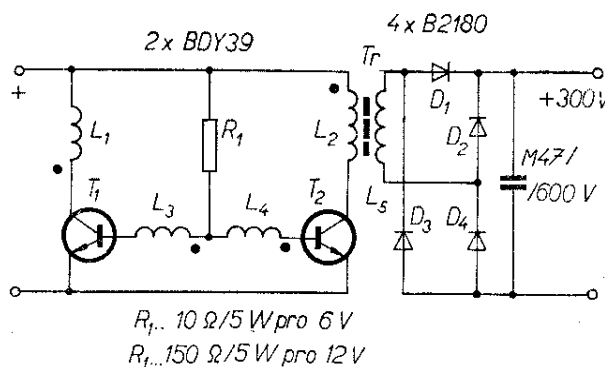 2 x BDY39
4 x B2180
Tr
+
L1
R1
L2
D1
+300V
D2
M47/
/600 V
T1
L3
L4
T2
L5
D3
D4
R1.. 10 Ω/5 W pro 6 V
R1...150 Ω/5 W pro 12 V